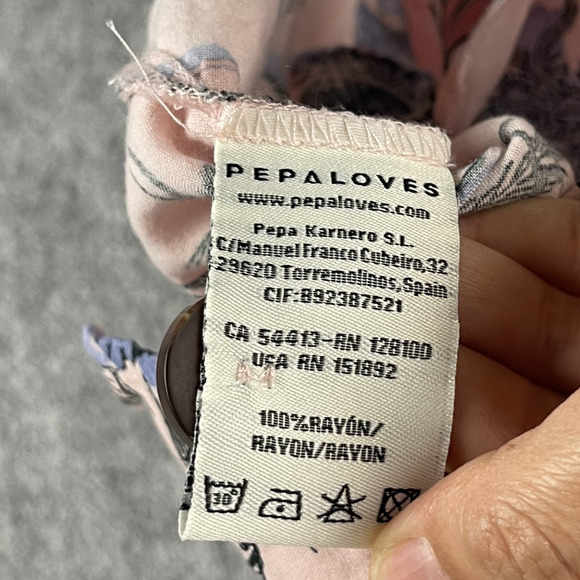 PEPALOVES
www.pepaloves.com
Pepa Karnero S.L.
C/Manuel Franco Cubeiro,32
29620 Torremolinos,Spain
CIF:B92387521
CA 54413-RN 128100
USA RN 151892
100%RAYÓN/
RAYON/RAYON
30°